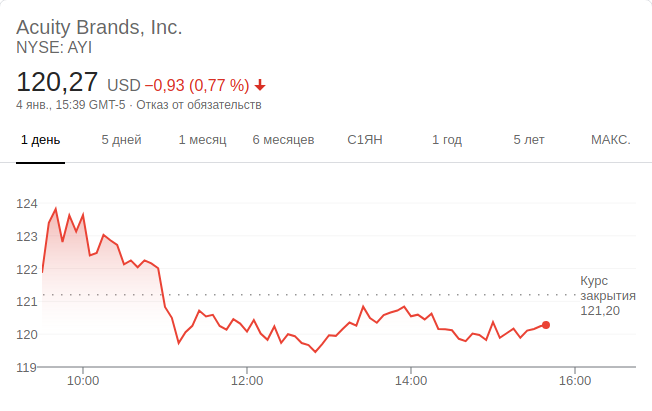 Acuity Brands, Inc.
NYSE: AYI
120,27 USD −0,93 (0,77 %)
4 янв., 15:39 GMT-5 · Отказ от обязательств
1 день 5 дней 1 месяц 6 месяцев С1ЯН 1 год 5 лет МАКС.
124
123
122
121
120
119
Курс
закрытия
121,20
10:00 12:00 14:00 16:00